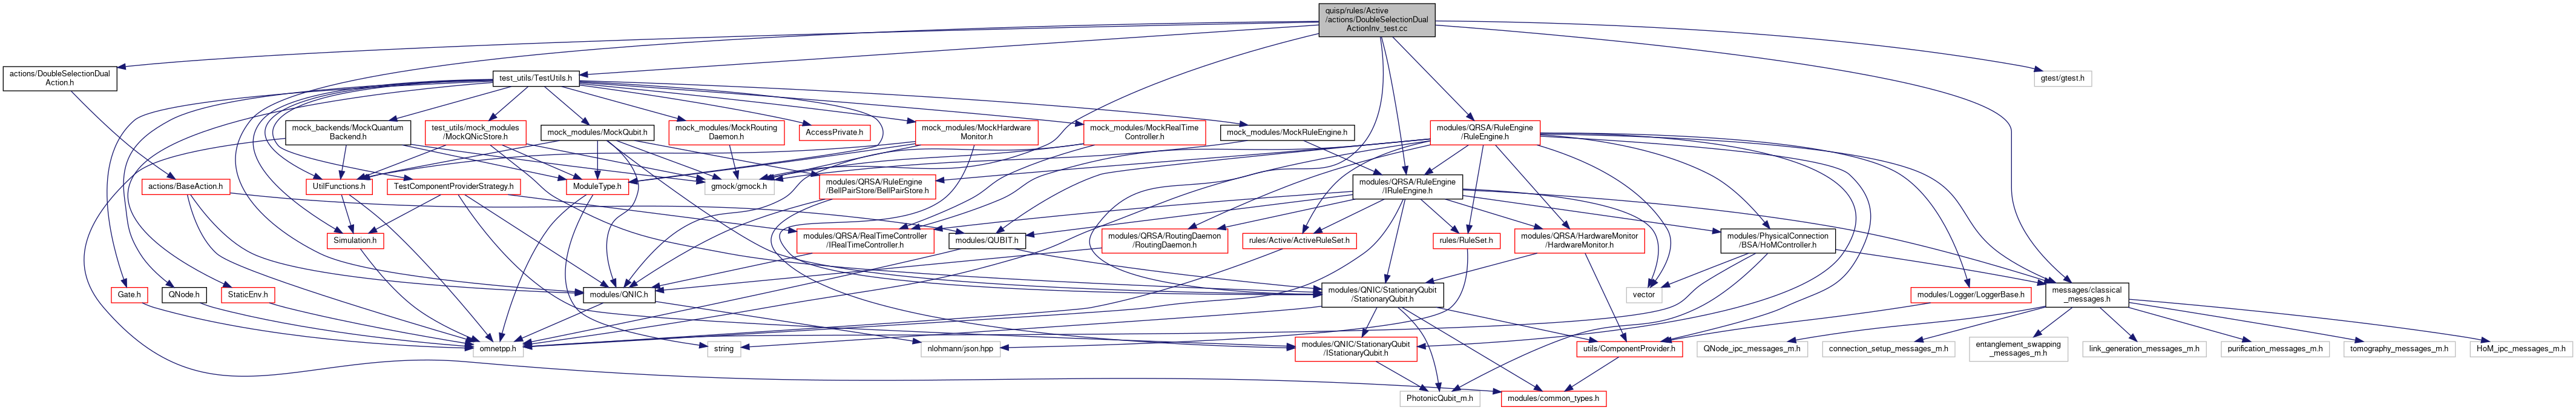 quisp/rules/Active
/actions/DoubleSelectionDual
ActionInv_test.cc
actions/DoubleSelectionDual
Action.h
test_utils/TestUtils.h
gtest/gtest.h
mock_backends/MockQuantum
Backend.h
test_utils/mock_modules
/MockQNicStore.h
mock_modules/MockQubit.h
mock_modules/MockRouting
Daemon.h
AccessPrivate.h
mock_modules/MockHardware
Monitor.h
mock_modules/MockRealTime
Controller.h
mock_modules/MockRuleEngine.h
modules/QRSA/RuleEngine
/RuleEngine.h
actions/BaseAction.h
UtilFunctions.h
TestComponentProviderStrategy.h
ModuleType.h
gmock/gmock.h
modules/QRSA/RuleEngine
/BellPairStore/BellPairStore.h
modules/QRSA/RuleEngine
/IRuleEngine.h
Simulation.h
modules/QRSA/RealTimeController
/IRealTimeController.h
modules/QUBIT.h
modules/QRSA/RoutingDaemon
/RoutingDaemon.h
rules/Active/ActiveRuleSet.h
rules/RuleSet.h
modules/QRSA/HardwareMonitor
/HardwareMonitor.h
modules/PhysicalConnection
/BSA/HoMController.h
Gate.h
QNode.h
StaticEnv.h
modules/QNIC.h
modules/QNIC/StationaryQubit
/StationaryQubit.h
vector
modules/Logger/LoggerBase.h
messages/classical
_messages.h
omnetpp.h
string
nlohmann/json.hpp
modules/QNIC/StationaryQubit
/IStationaryQubit.h
utils/ComponentProvider.h
QNode_ipc_messages_m.h
connection_setup_messages_m.h
entanglement_swapping
_messages_m.h
link_generation_messages_m.h
purification_messages_m.h
tomography_messages_m.h
HoM_ipc_messages_m.h
PhotonicQubit_m.h
modules/common_types.h